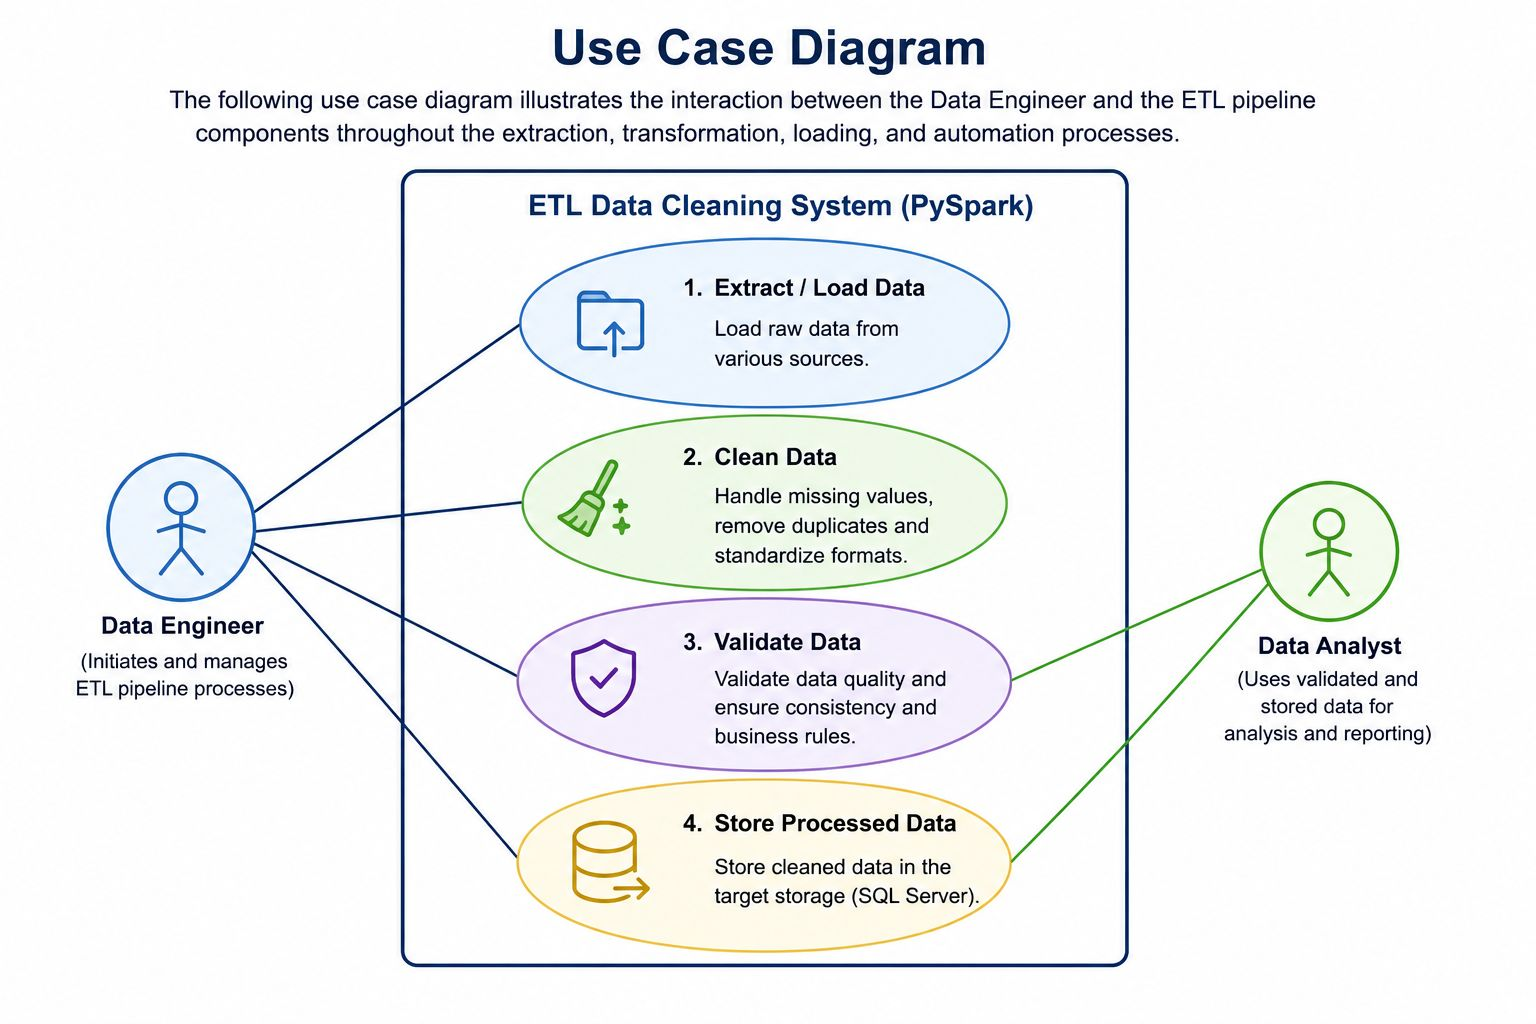 Use Case Diagram
The following use case diagram illustrates the interaction between the Data Engineer and the ETL pipeline
components throughout the extraction, transformation, loading, and automation processes.
ETL Data Cleaning System (PySpark)
1. Extract / Load Data
Load raw data from
various sources.
2. Clean Data
Handle missing values,
remove duplicates and
standardize formats.
3. Validate Data
Validate data quality and
ensure consistency and
business rules.
4. Store Processed Data
Store cleaned data in the
target storage (SQL Server).
Data Engineer
(Initiates and manages
ETL pipeline processes)
Data Analyst
(Uses validated and
stored data for
analysis and reporting)